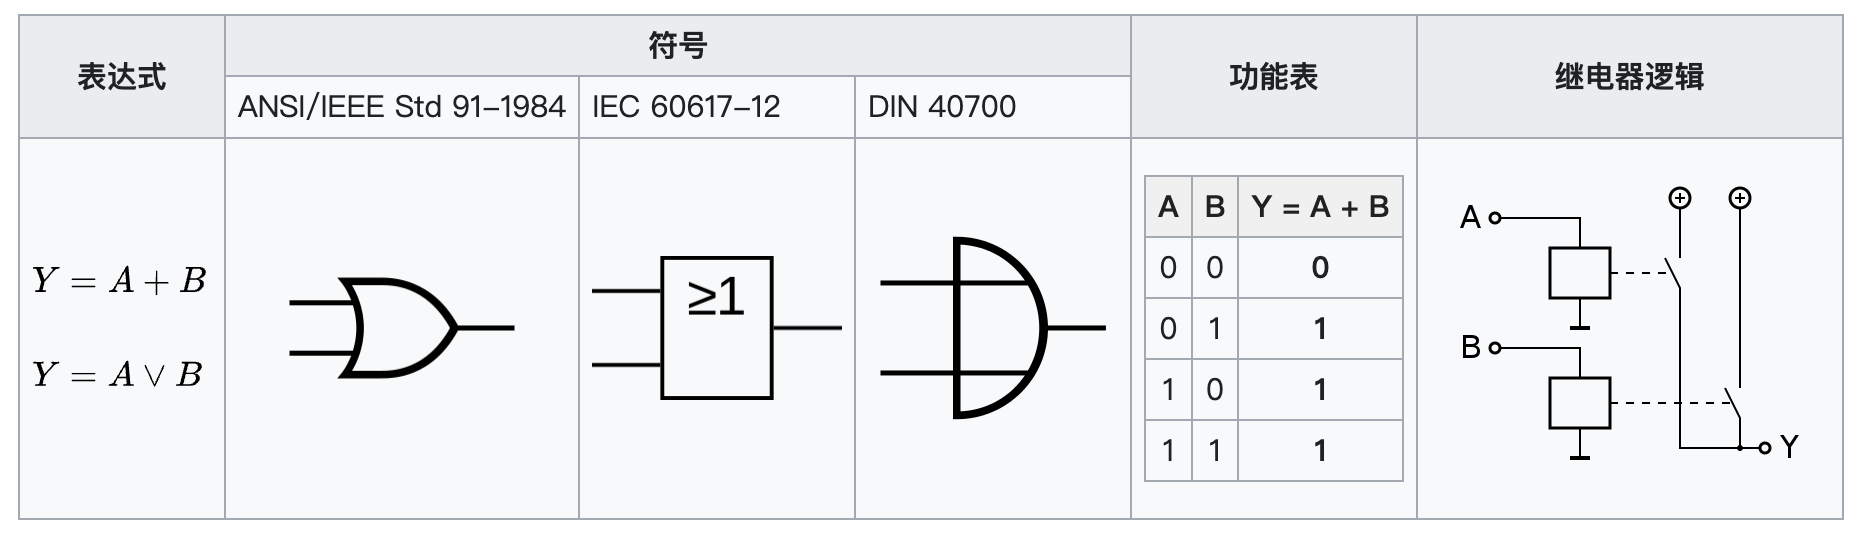 表达式
符号
功能表
继电器逻辑
ANSI/IEEE Std 91–1984
IEC 60617–12
DIN 40700
Y = A + B
Y = A ∨ B
≥1
A B Y = A + B
0 0 0
0 1 1
1 0 1
1 1 1
A
B
Y